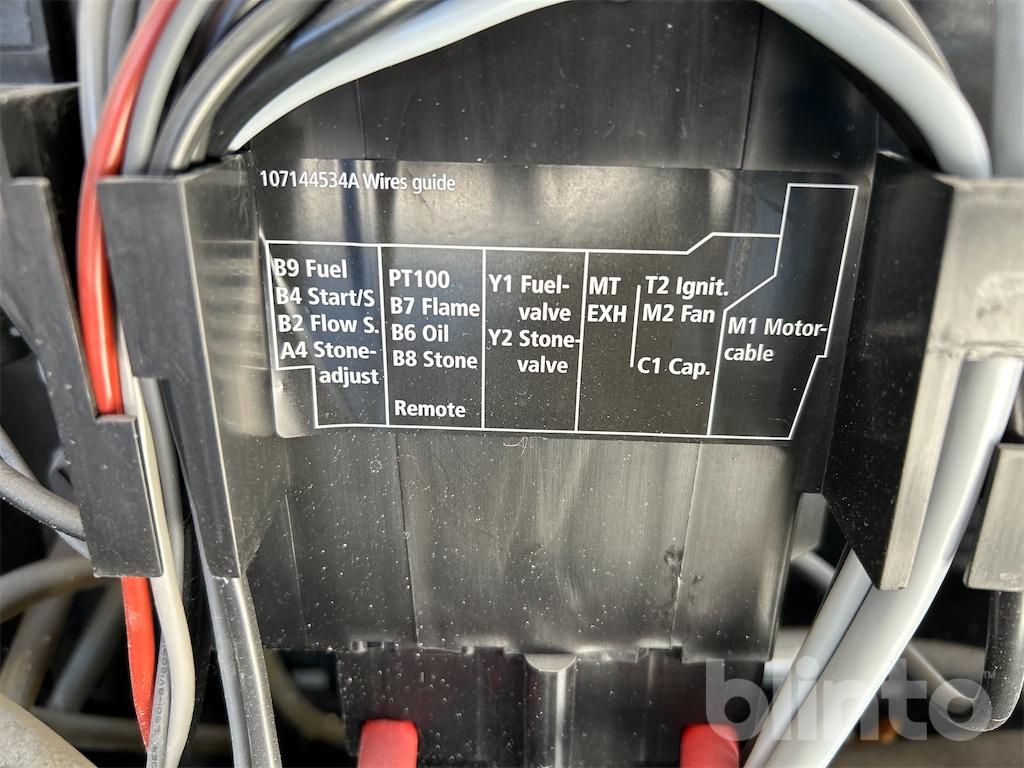 107144534A Wires guide
B9 Fuel
B4 Start/S
B2 Flow S.
A4 Stone-
adjust
PT100
B7 Flame
B6 Oil
B8 Stone
Remote
Y1 Fuel-
valve
Y2 Stone-
valve
MT
EXH
T2 Ignit.
M2 Fan
C1 Cap.
M1 Motor-
cable
blinto™